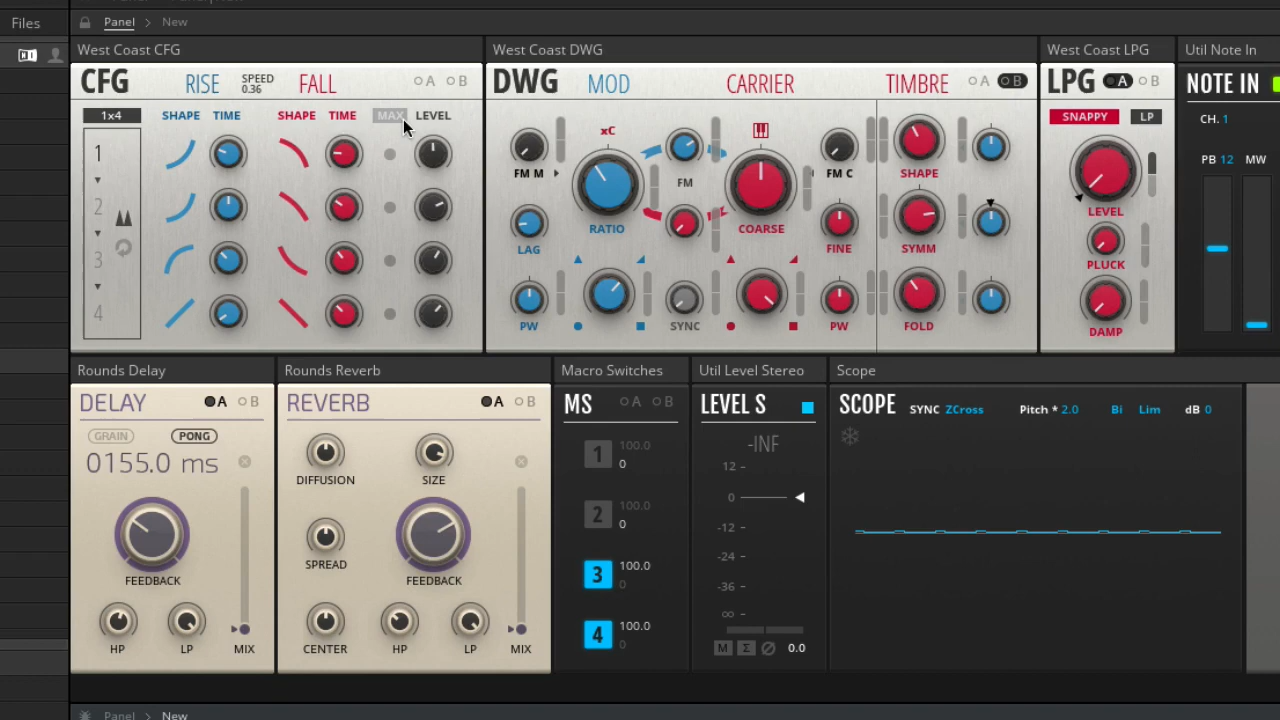 Files
Panel > New
West Coast CFG
West Coast DWG
West Coast LPG
Util Note In
CFG RISE SPEED 0.36 FALL A B
DWG MOD CARRIER TIMBRE A B
LPG A B
NOTE IN
1x4 SHAPE TIME SHAPE TIME MAX LEVEL
1
2
3
4
xC
FM M
FM
FM C
SHAPE
RATIO
COARSE
LAG
FINE
SYMM
PW
SYNC
PW
FOLD
SNAPPY LP
LEVEL
PLUCK
DAMP
CH. 1
PB 12 MW
Rounds Delay
Rounds Reverb
Macro Switches
Util Level Stereo
Scope
DELAY A B
GRAIN PONG
0155.0 ms
FEEDBACK
HP LP MIX
REVERB A B
DIFFUSION SIZE
SPREAD FEEDBACK
CENTER HP LP MIX
MS A B
1 100.0
0
2 100.0
0
3 100.0
0
4 100.0
0
LEVEL S
-INF
12
0
-12
-24
-36
∞
M Σ 0.0
SCOPE SYNC ZCross Pitch * 2.0 Bi Lim dB 0
Panel > New